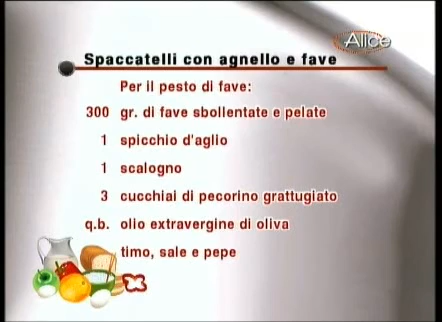 Alice
Spaccatelli con agnello e fave
Per il pesto di fave:
300 gr. di fave sbollentate e pelate
1 spicchio d'aglio
1 scalogno
3 cucchiai di pecorino grattugiato
q.b. olio extravergine di oliva
timo, sale e pepe